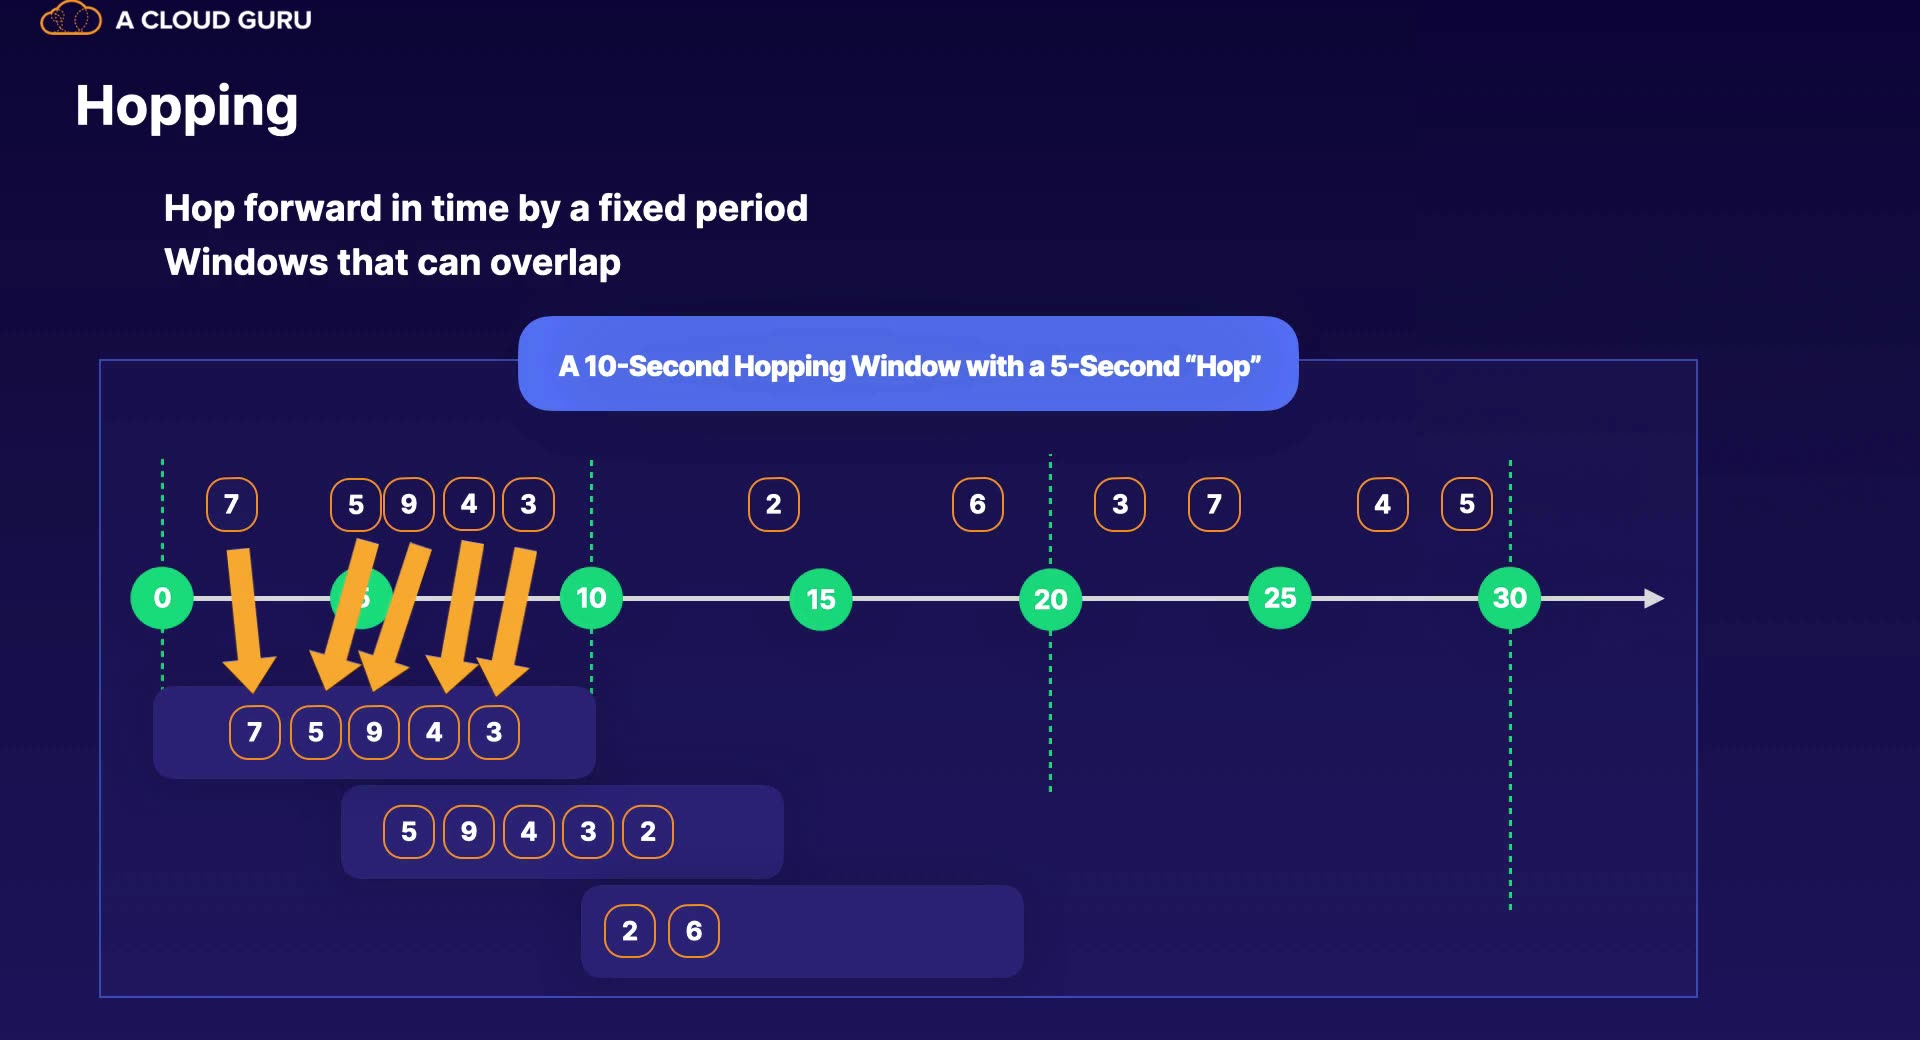 A CLOUD GURU
Hopping
Hop forward in time by a fixed period
Windows that can overlap
A 10-Second Hopping Window with a 5-Second “Hop”
7 5 9 4 3 2 6 3 7 4 5
0 5 10 15 20 25 30
7 5 9 4 3
5 9 4 3 2
2 6